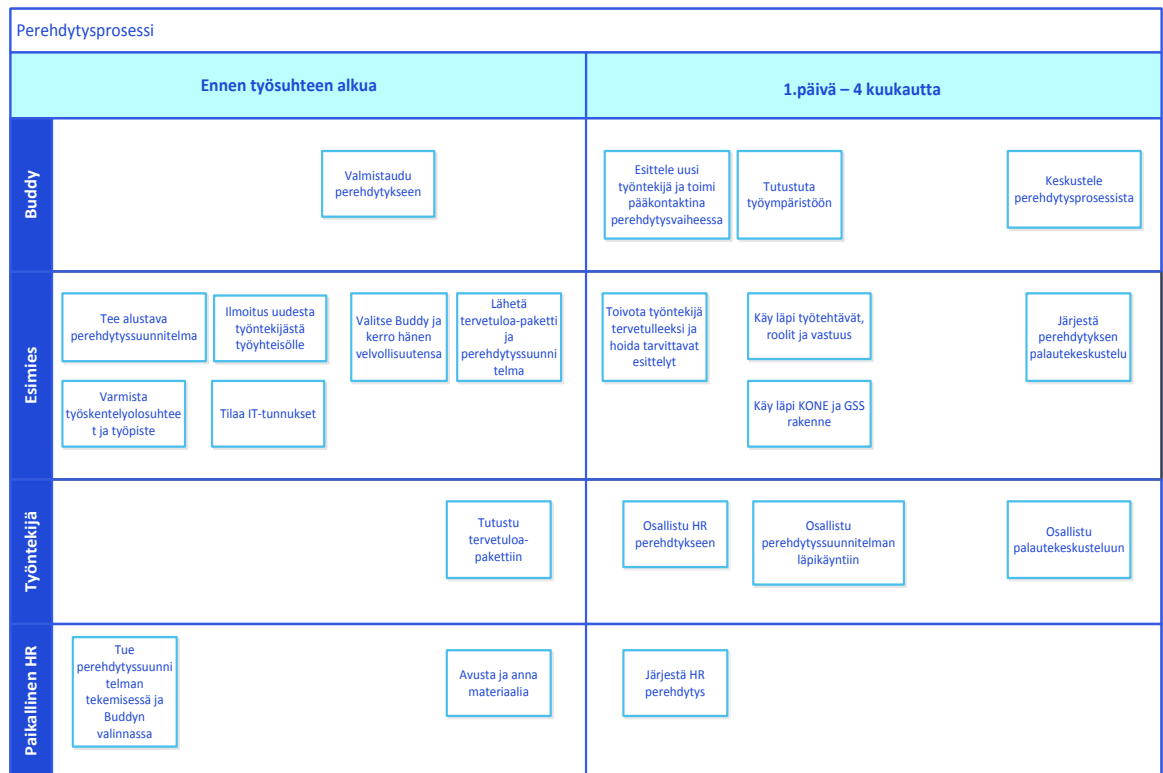 Perehdytysprosessi
Ennen työsuhteen alkua
1.päivä – 4 kuukautta
Buddy
Valmistaudu
perehdytykseen
Esittele uusi
työntekijä ja toimi
pääkontaktina
perehdytysvaiheessa
Tutustuta
työympäristöön
Keskustele
perehdytysprosessista
Esimies
Tee alustava
perehdytyssuunnitelma
Ilmoitus uudesta
työntekijästä
työyhteisölle
Valitse Buddy ja
kerro hänen
velvollisuutensa
Lähetä
tervetuloa-paketti
ja
perehdytyssuunni
telma
Varmista
työskentelyolosuhtee
t ja työpiste
Tilaa IT-tunnukset
Toivota työntekijä
tervetulleeksi ja
hoida tarvittavat
esittelyt
Käy läpi työtehtävät,
roolit ja vastuus
Käy läpi KONE ja GSS
rakenne
Järjestä
perehdytyksen
palautekeskustelu
Työntekijä
Tutustu
tervetuloa-
pakettiin
Osallistu HR
perehdtykseen
Osallistu
perehdytyssuunnitelman
läpikäyntiin
Osallistu
palautekeskusteluun
Paikallinen HR
Tue
perehdytyssuunni
telman
tekemisessä ja
Buddyn
valinnassa
Avusta ja anna
materiaalia
Järjestä HR
perehdytys